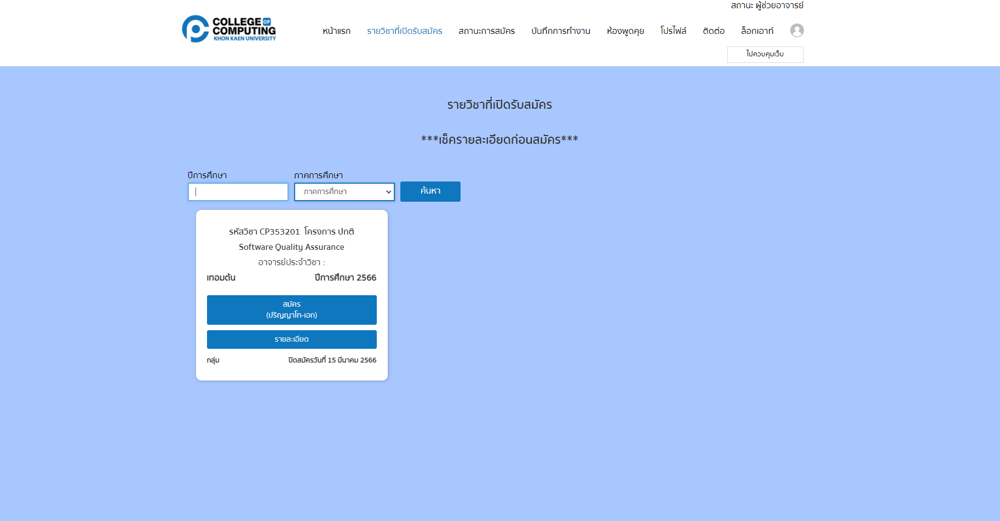 สถานะ ผู้ช่วยอาจารย์
COLLEGE OF
COMPUTING
KHON KAEN UNIVERSITY
หน้าแรก รายวิชาที่เปิดรับสมัคร สถานะการสมัคร บันทึกการทำงาน ห้องพูดคุย โปรไฟล์ ติดต่อ ล็อกเอาท์
ไปควบคุมเว็บ
รายวิชาที่เปิดรับสมัคร
***เช็ครายละเอียดก่อนสมัคร***
ปีการศึกษา ภาคการศึกษา
ภาคการศึกษา ค้นหา
รหัสวิชา CP353201 โครงการ ปกติ
Software Quality Assurance
อาจารย์ประจำวิชา :
เทอมต้น ปีการศึกษา 2566
สมัคร
(ปริญญาโท-เอก)
รายละเอียด
กลุ่ม ปิดสมัครวันที่ 15 มีนาคม 2566